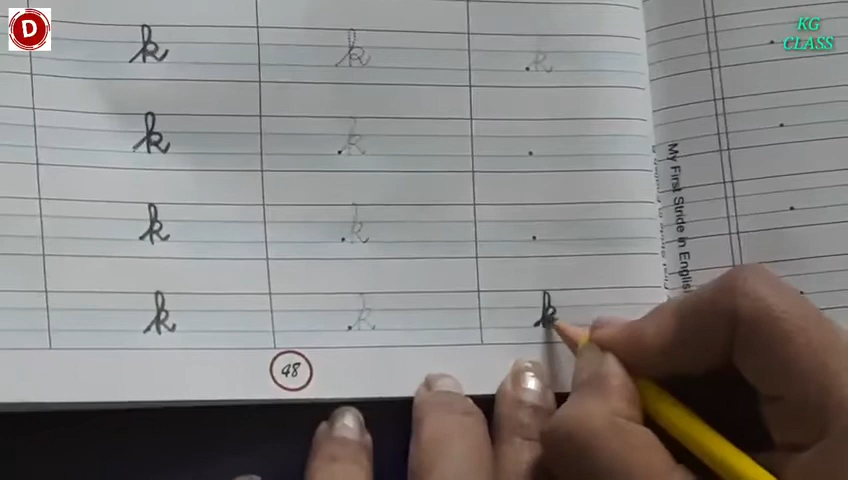 D
KG
CLASS
k k k
k k
k k
k k k
48
My First Stride in English